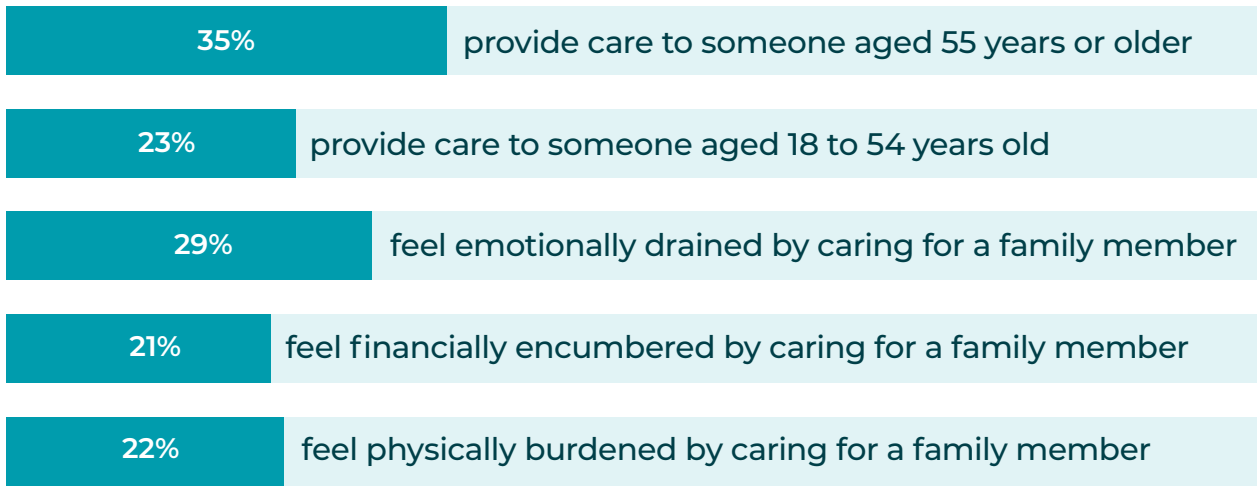 35% provide care to someone aged 55 years or older
23% provide care to someone aged 18 to 54 years old
29% feel emotionally drained by caring for a family member
21% feel financially encumbered by caring for a family member
22% feel physically burdened by caring for a family member